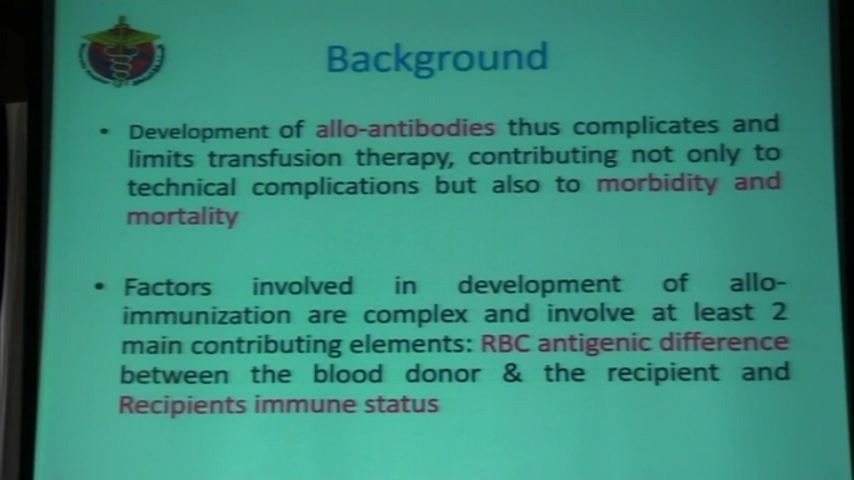 Background
• Development of allo-antibodies thus complicates and
limits transfusion therapy, contributing not only to
technical complications but also to morbidity and
mortality
• Factors involved in development of allo-
immunization are complex and involve at least 2
main contributing elements: RBC antigenic difference
between the blood donor & the recipient and
Recipients immune status